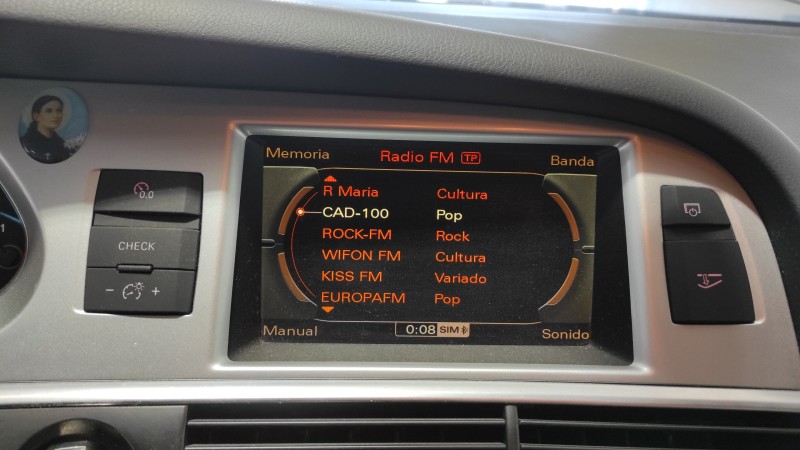 Memoria Radio FM TP Banda
R Maria Cultura
CAD-100 Pop
ROCK-FM Rock
WIFON FM Cultura
KISS FM Variado
EUROPAFM Pop
Manual 0:08 SIM Sonido
0.0
CHECK
- +
1